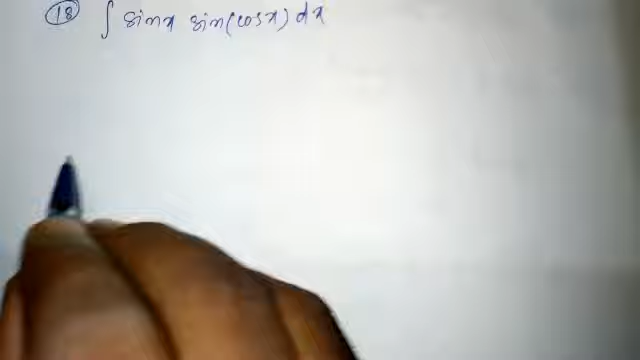 18 ∫ sinx sin(cosx) dx